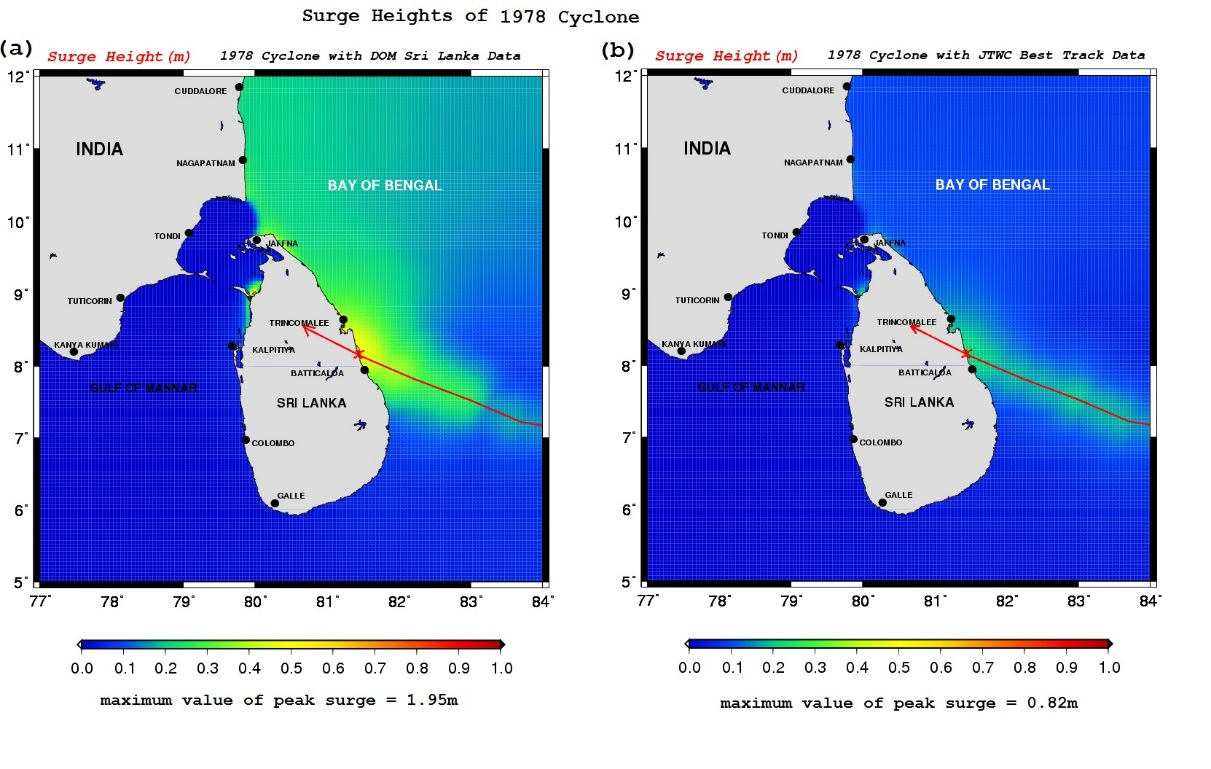 Surge Heights of 1978 Cyclone
(a)
Surge Height(m)
1978 Cyclone with DOM Sri Lanka Data
12°
11°
10°
9°
8°
7°
6°
5°
CUDDALORE
INDIA
NAGAPATNAM
BAY OF BENGAL
TONDI
JAFFNA
TUTICORIN
TRINCOMALEE
KANYA KUMARI
KALPITIYA
BATTICALOA
GULF OF MANNAR
SRI LANKA
COLOMBO
GALLE
77° 78° 79° 80° 81° 82° 83° 84°
0.0 0.1 0.2 0.3 0.4 0.5 0.6 0.7 0.8 0.9 1.0
maximum value of peak surge = 1.95m
(b)
Surge Height(m)
1978 Cyclone with JTWC Best Track Data
12°
11°
10°
9°
8°
7°
6°
5°
CUDDALORE
INDIA
NAGAPATNAM
BAY OF BENGAL
TONDI
JAFFNA
TUTICORIN
TRINCOMALEE
KANYA KUMARI
KALPITIYA
BATTICALOA
GULF OF MANNAR
SRI LANKA
COLOMBO
GALLE
77° 78° 79° 80° 81° 82° 83° 84°
0.0 0.1 0.2 0.3 0.4 0.5 0.6 0.7 0.8 0.9 1.0
maximum value of peak surge = 0.82m